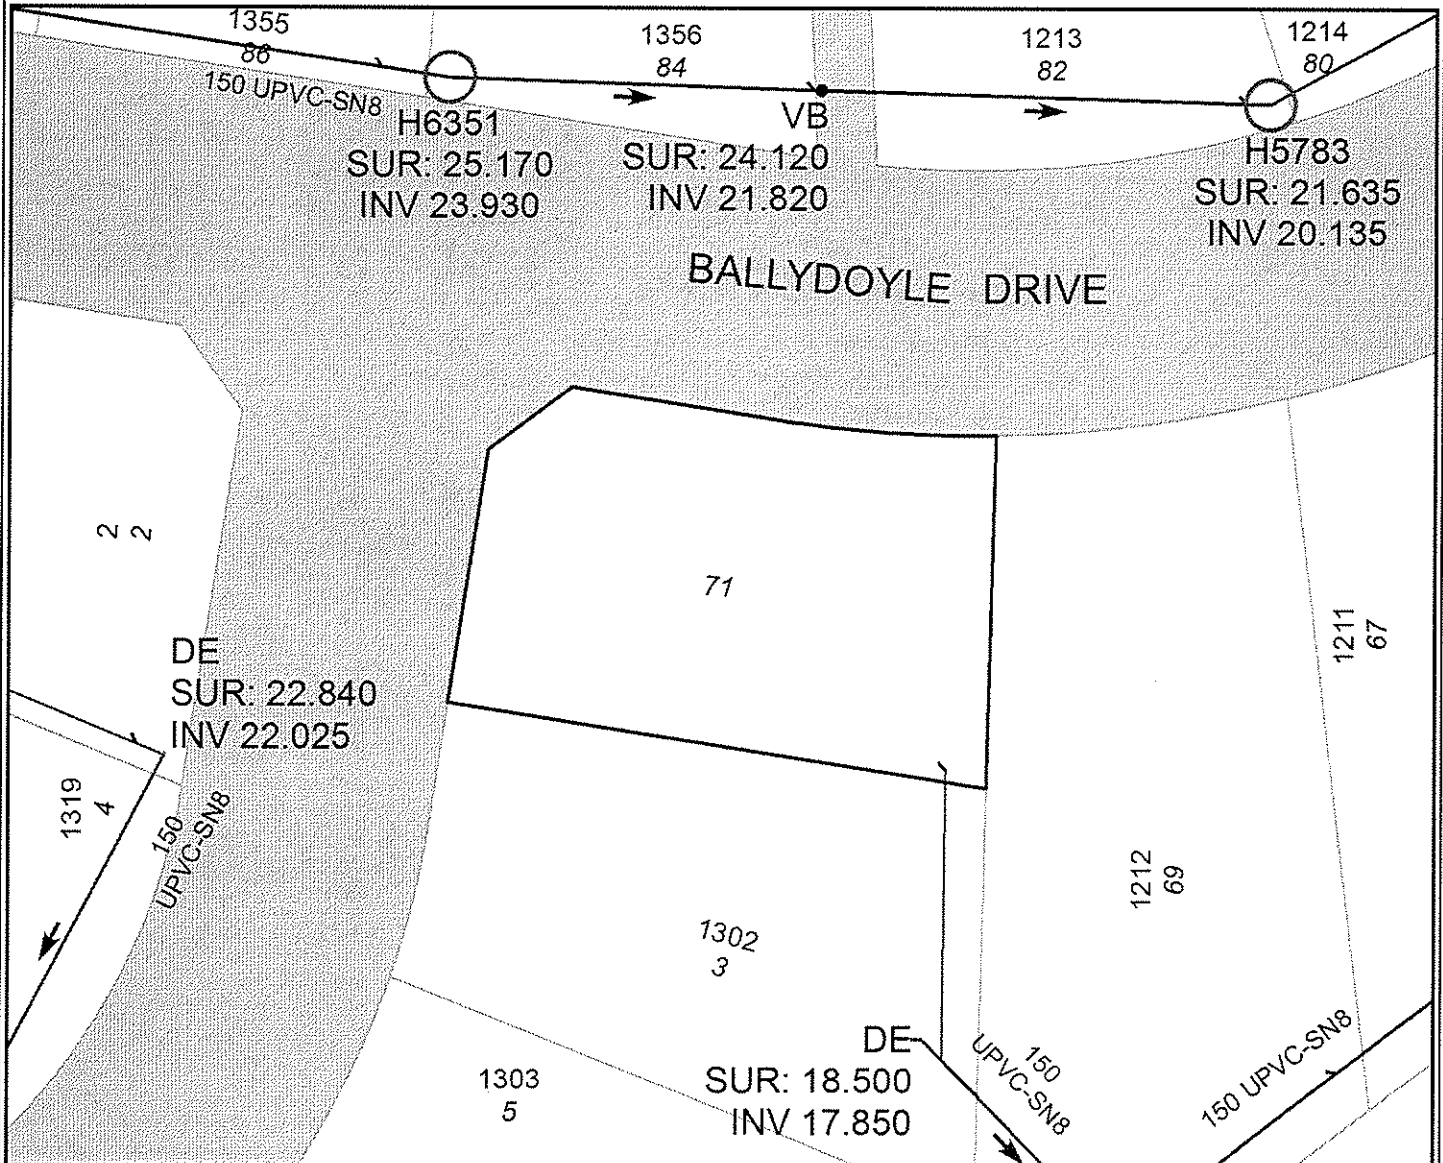 1355
86
1356
84
1213
82
1214
80
150 UPVC-SN8
H6351
SUR: 25.170
INV 23.930
VB
SUR: 24.120
INV 21.820
H5783
SUR: 21.635
INV 20.135
BALLYDOYLE DRIVE
2
2
71
1211
67
DE
SUR: 22.840
INV 22.025
1319
4
150
UPVC-SN8
1212
69
1302
3
DE
SUR: 18.500
INV 17.850
150
UPVC-SN8
150 UPVC-SN8
1303
5